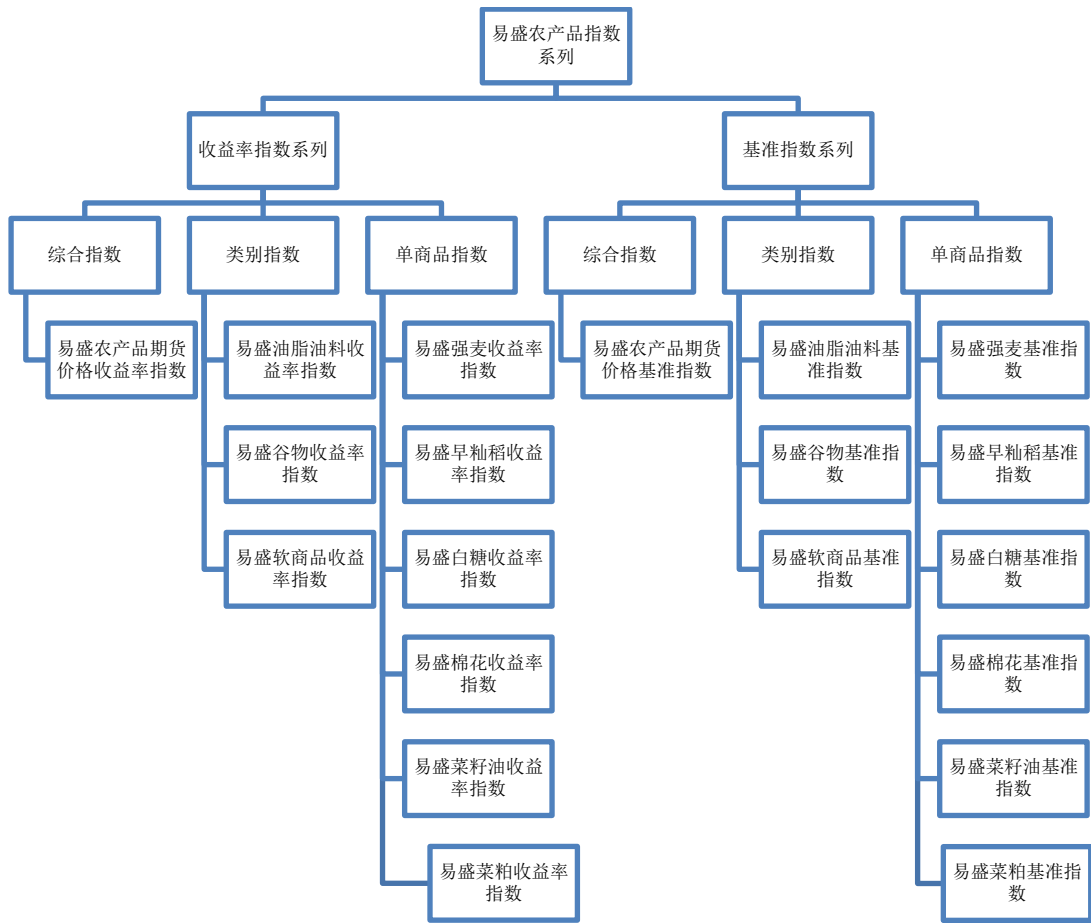 易盛农产品指数
系列
收益率指数系列
基准指数系列
综合指数
类别指数
单商品指数
综合指数
类别指数
单商品指数
易盛农产品期货
价格收益率指数
易盛油脂油料收
益率指数
易盛强麦收益率
指数
易盛农产品期货
价格基准指数
易盛油脂油料基
准指数
易盛强麦基准指
数
易盛谷物收益率
指数
易盛早籼稻收益
率指数
易盛谷物基准指
数
易盛早籼稻基准
指数
易盛软商品收益
率指数
易盛白糖收益率
指数
易盛软商品基准
指数
易盛白糖基准指
数
易盛棉花收益率
指数
易盛棉花基准指
数
易盛菜籽油收益
率指数
易盛菜籽油基准
指数
易盛菜粕收益率
指数
易盛菜粕基准指
数